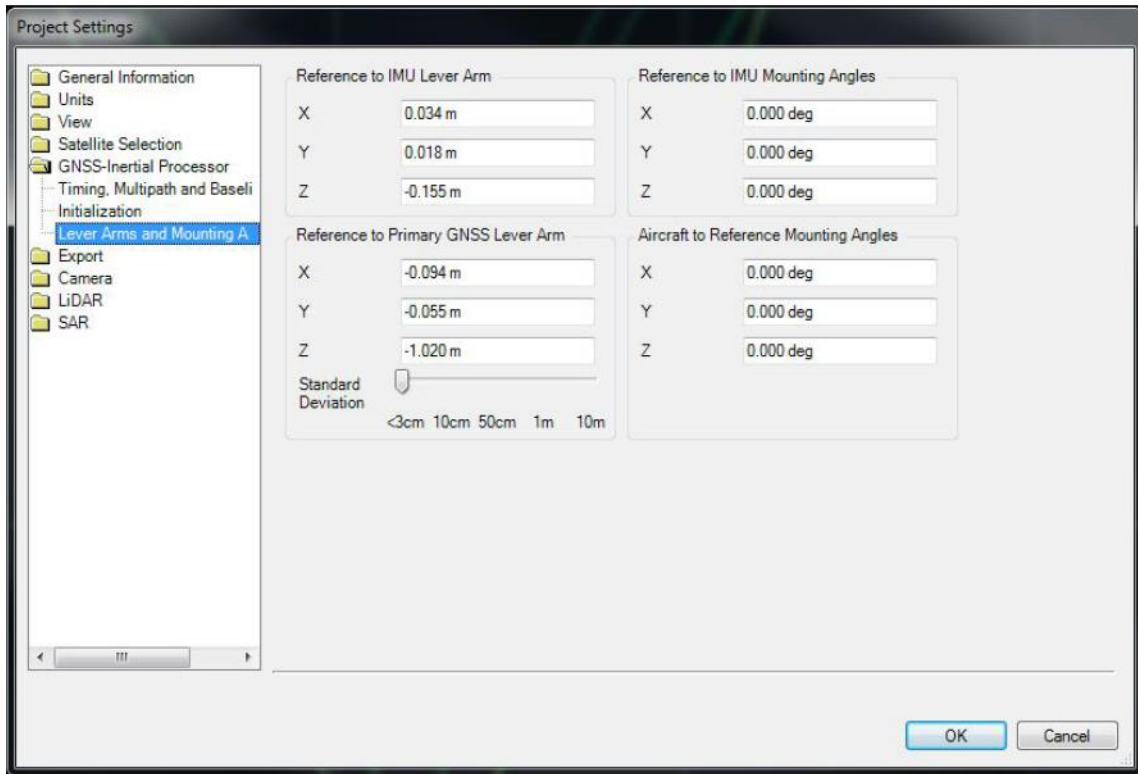 Project Settings
General Information
Units
View
Satellite Selection
GNSS-Inertial Processor
Timing, Multipath and Baseli
Initialization
Lever Arms and Mounting A
Export
Camera
LiDAR
SAR
Reference to IMU Lever Arm
X 0.034 m
Y 0.018 m
Z -0.155 m
Reference to IMU Mounting Angles
X 0.000 deg
Y 0.000 deg
Z 0.000 deg
Reference to Primary GNSS Lever Arm
X -0.094 m
Y -0.055 m
Z -1.020 m
Standard
Deviation
<3cm 10cm 50cm 1m 10m
Aircraft to Reference Mounting Angles
X 0.000 deg
Y 0.000 deg
Z 0.000 deg
OK Cancel